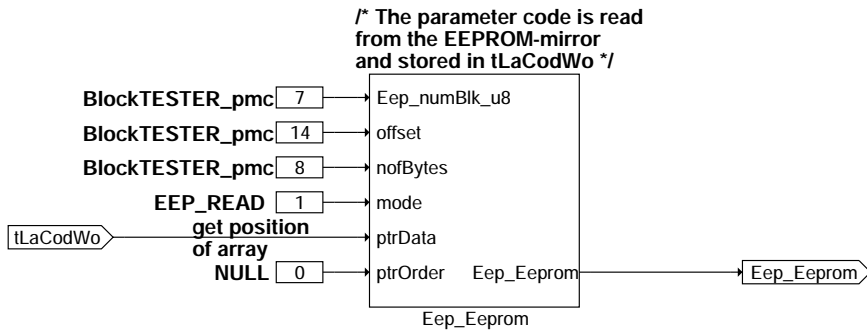 /* The parameter code is read
from the EEPROM-mirror
and stored in tLaCodWo */
BlockTESTER_pmc 7 Eep_numBlk_u8
BlockTESTER_pmc 14 offset
BlockTESTER_pmc 8 nofBytes
EEP_READ 1 mode
get position
tLaCodWo ptrData
of array
NULL 0 ptrOrder Eep_Eeprom Eep_Eeprom
Eep_Eeprom